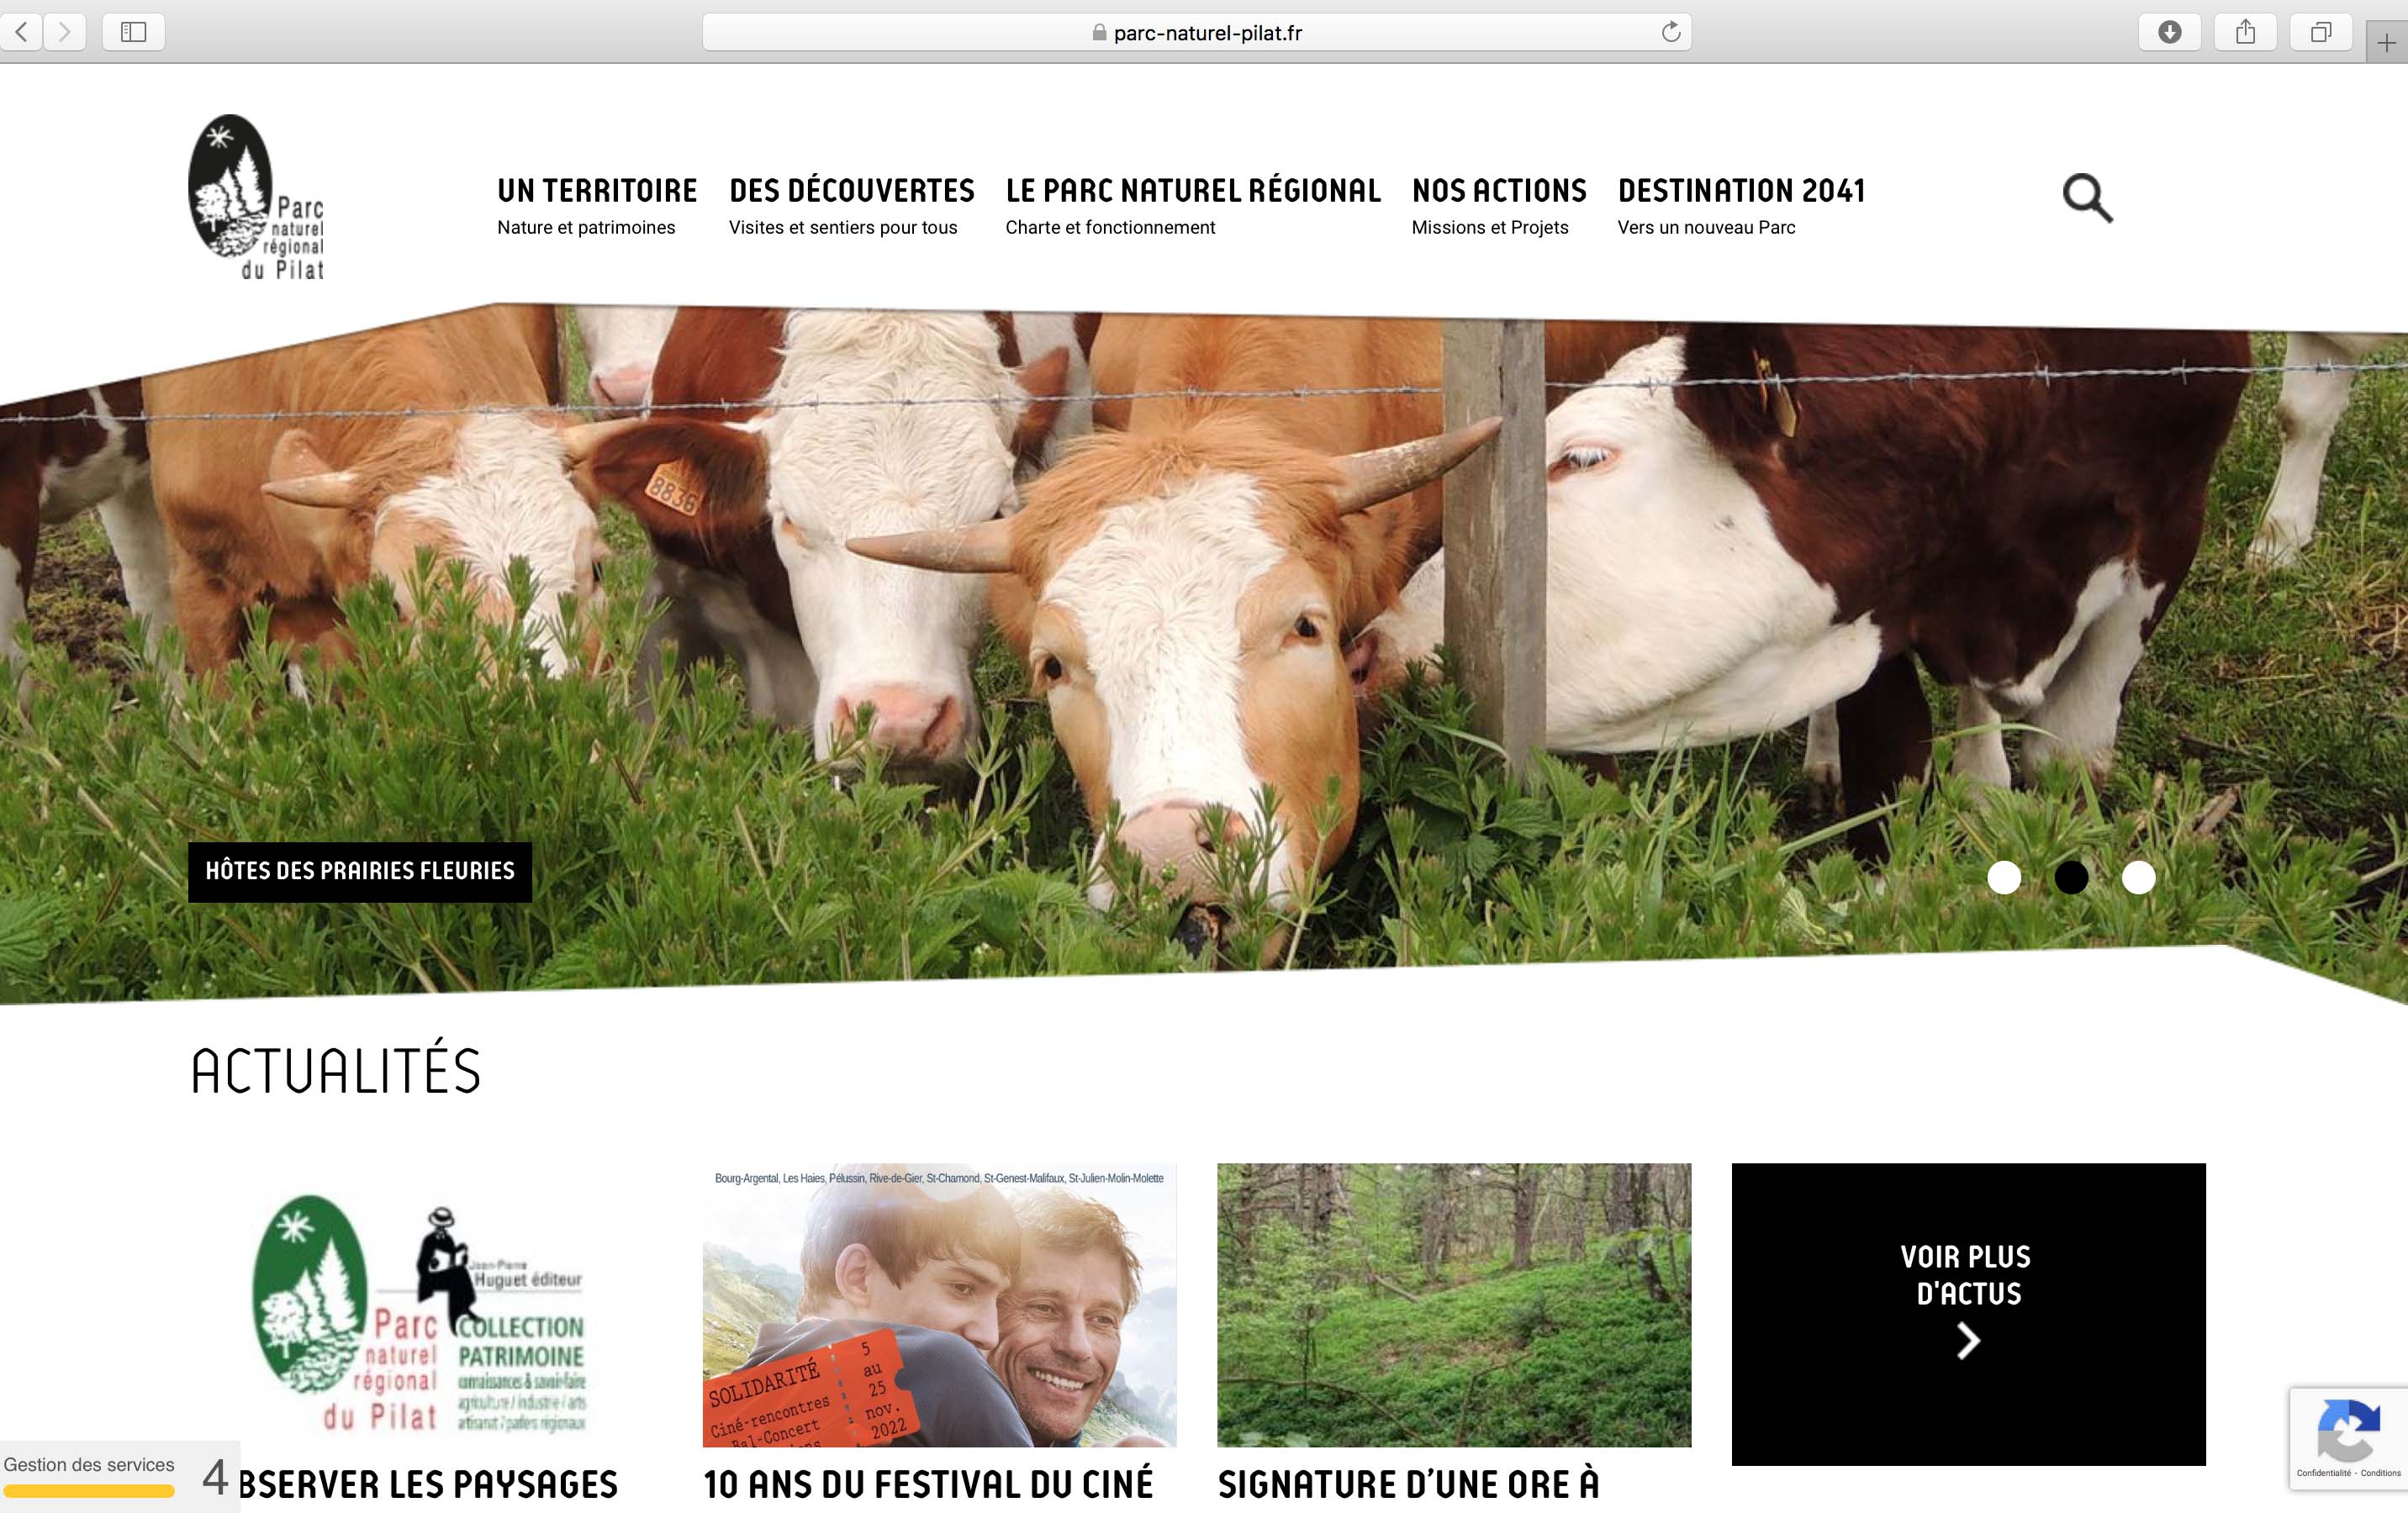 parc-naturel-pilat.fr
Parc
naturel
régional
du Pilat
UN TERRITOIRE
Nature et patrimoines
DES DÉCOUVERTES
Visites et sentiers pour tous
LE PARC NATUREL RÉGIONAL
Charte et fonctionnement
NOS ACTIONS
Missions et Projets
DESTINATION 2041
Vers un nouveau Parc
8836
HÔTES DES PRAIRIES FLEURIES
ACTUALITÉS
Parc
naturel
régional
du Pilat
Jean-Pierre
Huguet éditeur
COLLECTION
PATRIMOINE
connaissances & savoir-faire
agriculture / industrie / arts
artisanat / parlers régionaux
BSERVER LES PAYSAGES
Bourg-Argental, Les Haies, Pélussin, Rive-de-Gier, St-Chamond, St-Genest-Malifaux, St-Julien-Molin-Molette
SOLIDARITÉ
Ciné-rencontres
Bal-Concert
5
au
25
nov.
2022
10 ANS DU FESTIVAL DU CINÉ
SIGNATURE D'UNE ORE À
VOIR PLUS
D'ACTUS
Gestion des services
4
Confidentialité - Conditions